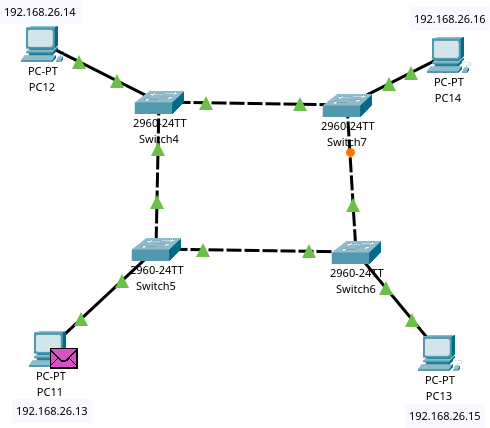 192.168.26.14
192.168.26.16
PC-PT
PC12
PC-PT
PC14
2960-24TT
Switch4
2960-24TT
Switch7
2960-24TT
Switch5
2960-24TT
Switch6
PC-PT
PC11
192.168.26.13
PC-PT
PC13
192.168.26.15